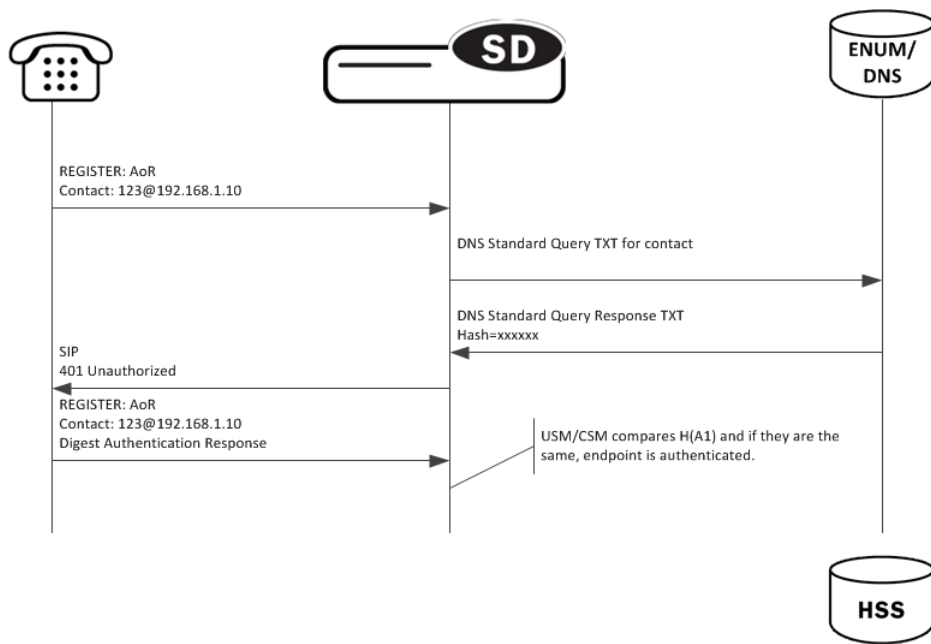 SD
ENUM/
DNS
REGISTER: AoR
Contact: 123@192.168.1.10
DNS Standard Query TXT for contact
DNS Standard Query Response TXT
Hash=xxxxxx
SIP
401 Unauthorized
REGISTER: AoR
Contact: 123@192.168.1.10
Digest Authentication Response
USM/CSM compares H(A1) and if they are the
same, endpoint is authenticated.
HSS